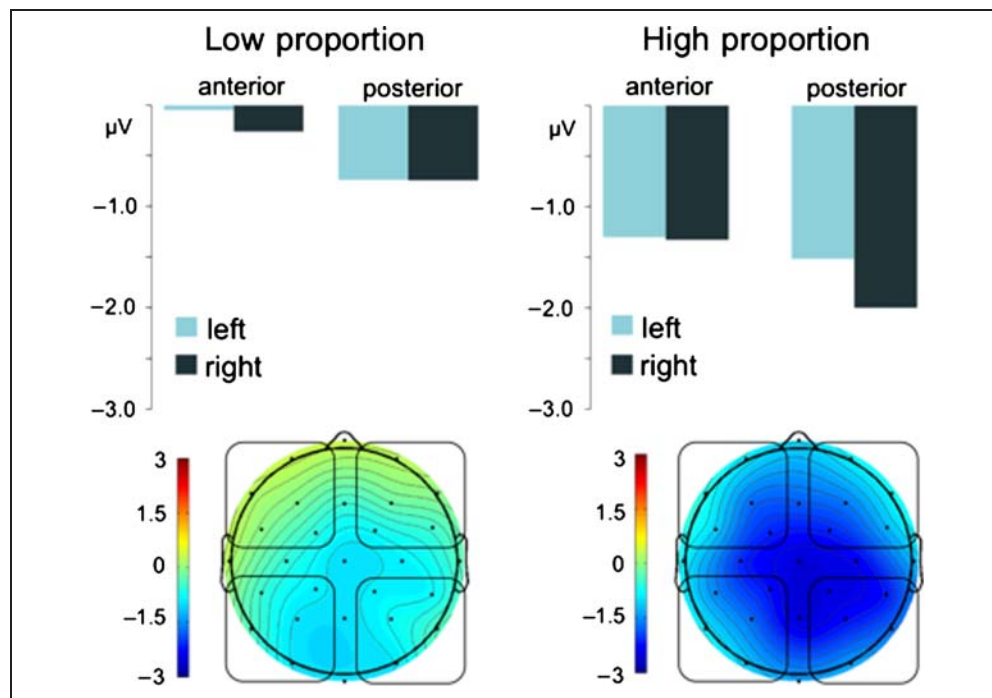 Low proportion
anterior
posterior
µV
–1.0
–2.0
–3.0
left
right
High proportion
anterior
posterior
µV
–1.0
–2.0
–3.0
left
right
3
1.5
0
–1.5
–3
3
1.5
0
–1.5
–3